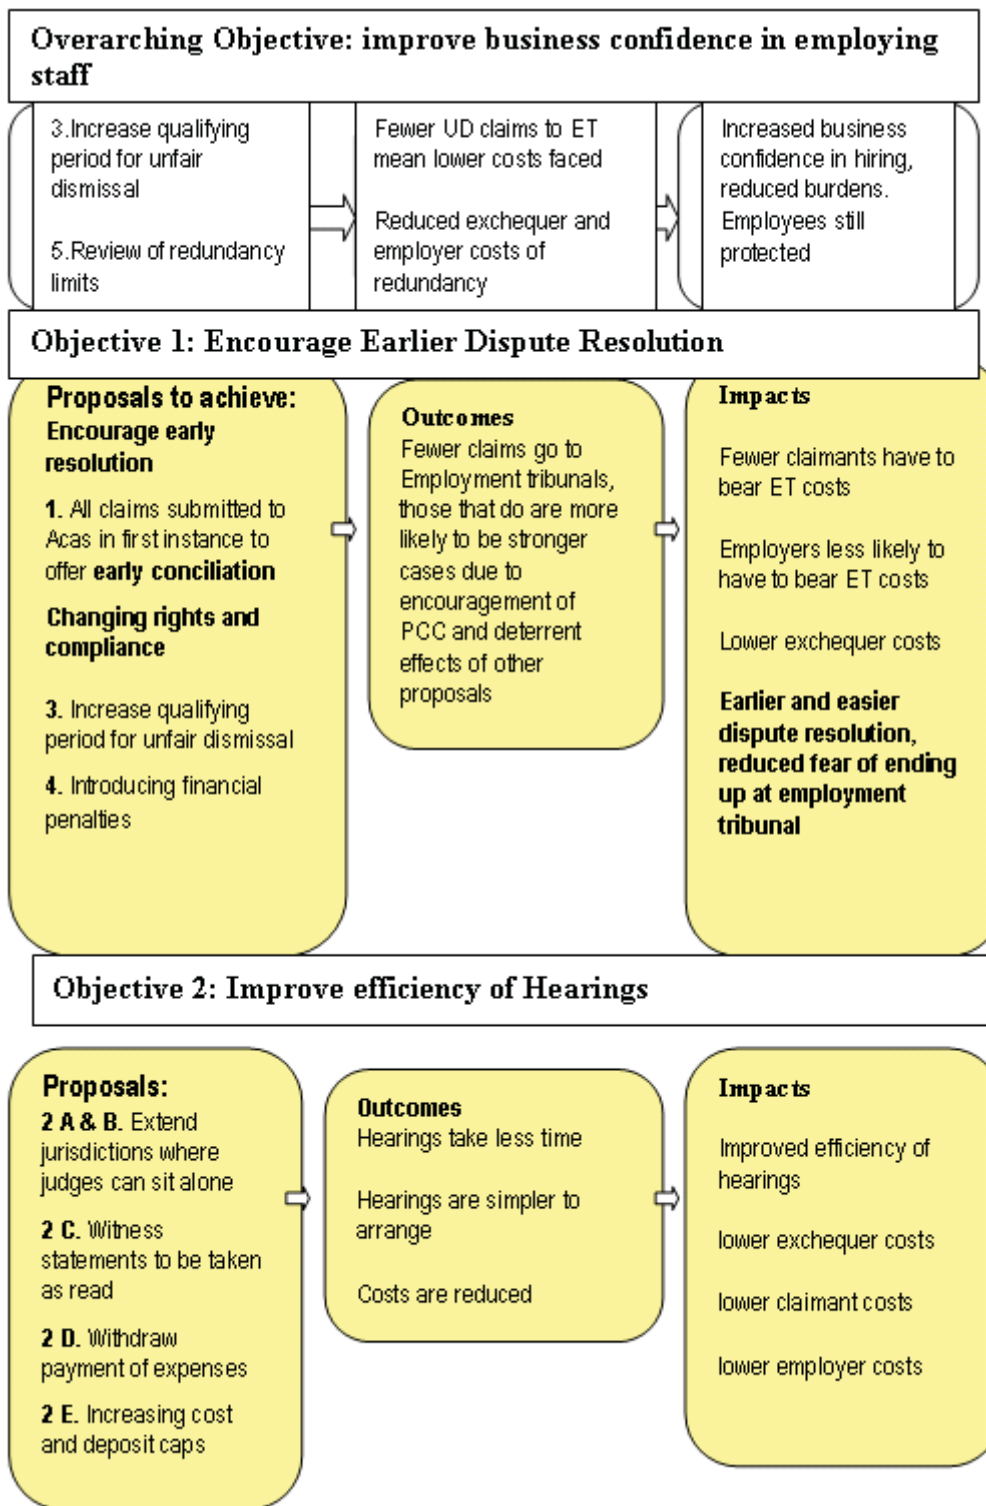 Overarching Objective: improve business confidence in employing
staff
3.Increase qualifying
period for unfair
dismissal
5.Review of redundancy
limits
Fewer UD claims to ET
mean lower costs faced
Reduced exchequer and
employer costs of
redundancy
Increased business
confidence in hiring,
reduced burdens.
Employees still
protected
Objective 1: Encourage Earlier Dispute Resolution
Proposals to achieve:
Encourage early
resolution
1. All claims submitted to
Acas in first instance to
offer early conciliation
Changing rights and
compliance
3. Increase qualifying
period for unfair dismissal
4. Introducing financial
penalties
Outcomes
Fewer claims go to
Employment tribunals,
those that do are more
likely to be stronger
cases due to
encouragement of
PCC and deterrent
effects of other
proposals
Impacts
Fewer claimants have to
bear ET costs
Employers less likely to
have to bear ET costs
Lower exchequer costs
Earlier and easier
dispute resolution,
reduced fear of ending
up at employment
tribunal
Objective 2: Improve efficiency of Hearings
Proposals:
2 A & B. Extend
jurisdictions where
judges can sit alone
2 C. Witness
statements to be taken
as read
2 D. Withdraw
payment of expenses
2 E. Increasing cost
and deposit caps
Outcomes
Hearings take less time
Hearings are simpler to
arrange
Costs are reduced
Impacts
Improved efficiency of
hearings
lower exchequer costs
lower claimant costs
lower employer costs